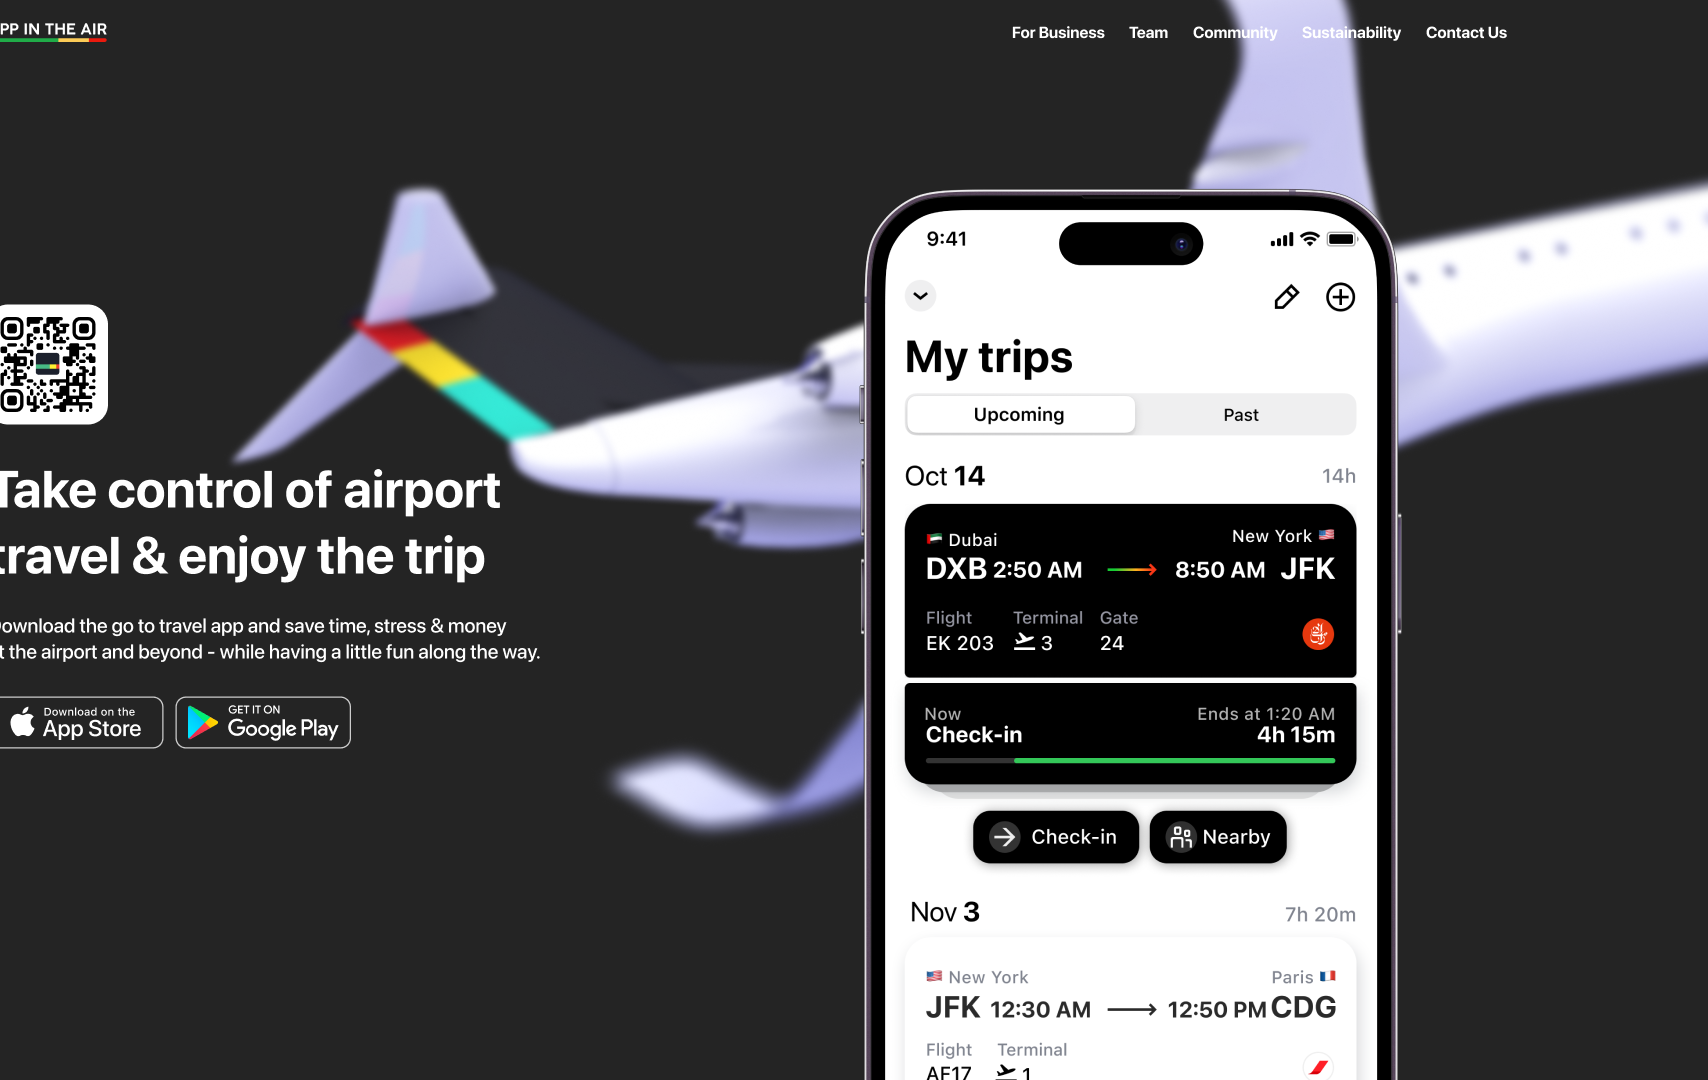 PP IN THE AIR
For Business Team Community Sustainability Contact Us
Take control of airport
travel & enjoy the trip
ownload the go to travel app and save time, stress & money
t the airport and beyond - while having a little fun along the way.
Download on the
App Store
GET IT ON
Google Play
9:41
My trips
Upcoming Past
Oct 14 14h
Dubai New York
DXB 2:50 AM 8:50 AM JFK
Flight Terminal Gate
EK 203 3 24
Now Ends at 1:20 AM
Check-in 4h 15m
Check-in Nearby
Nov 3 7h 20m
New York Paris
JFK 12:30 AM 12:50 PM CDG
Flight Terminal
AF17 1